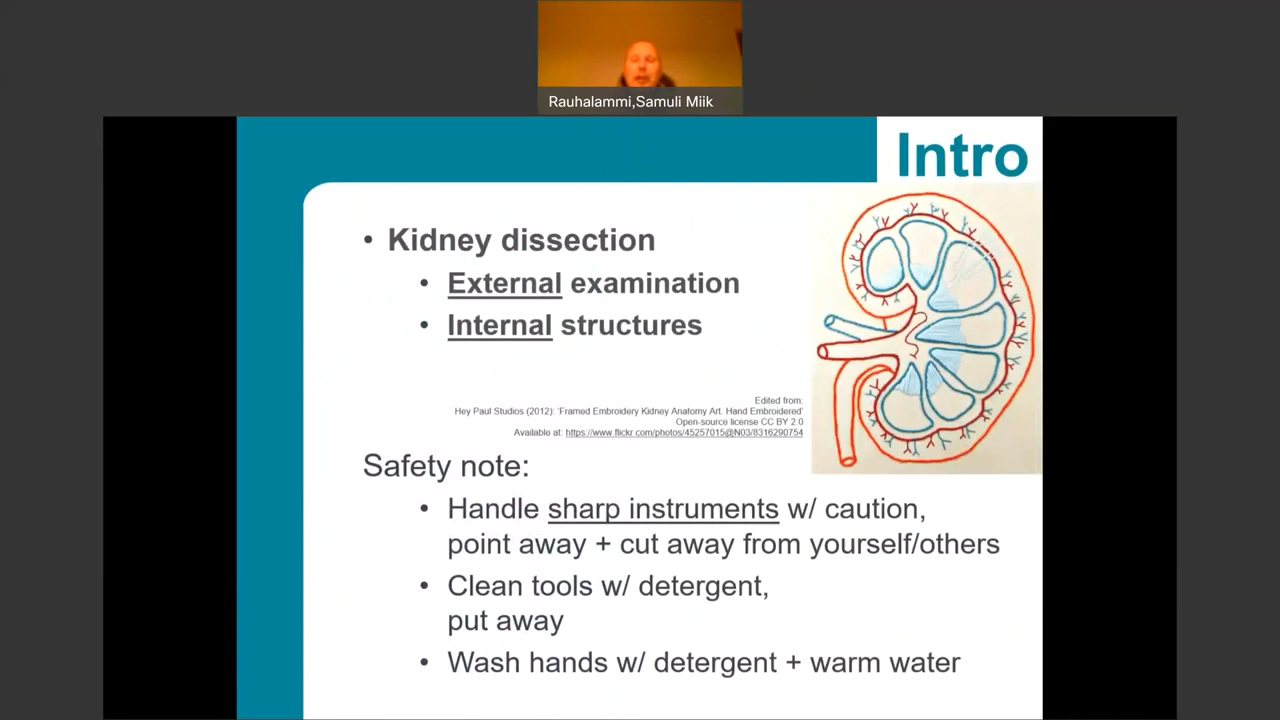 Rauhalammi,Samuli Miik
Intro
• Kidney dissection
• External examination
• Internal structures
Edited from:
Hey Paul Studios (2012): 'Framed Embroidery Kidney Anatomy Art. Hand Embroidered'
Open-source license CC BY 2.0
Available at: https://www.flickr.com/photos/45257015@N03/8316290754
Safety note:
• Handle sharp instruments w/ caution,
point away + cut away from yourself/others
• Clean tools w/ detergent,
put away
• Wash hands w/ detergent + warm water